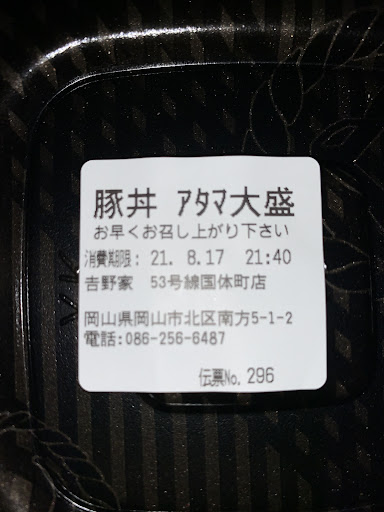 豚丼 ｱﾀﾏ大盛
お早くお召し上がり下さい
消費期限: 21. 8.17 21:40
吉野家 53号線国体町店
岡山県岡山市北区南方5-1-2
電話:086-256-6487
伝票No. 296